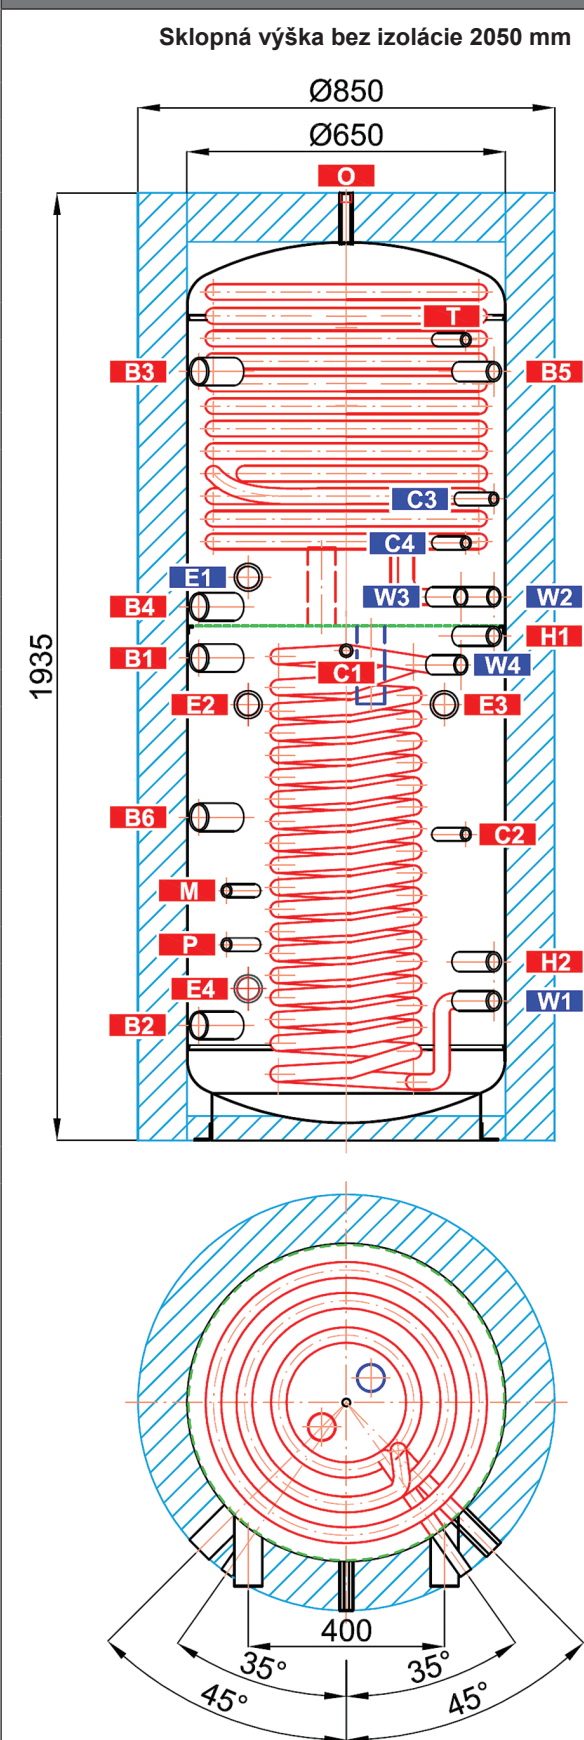 Sklopná výška bez izolácie 2050 mm
Ø850
Ø650
O
T
B3
B5
C3
C4
E1
W3
W2
B4
H1
1935
B1
C1
W4
E2
E3
B6
C2
M
P
H2
E4
W1
B2
400
35°
35°
45°
45°